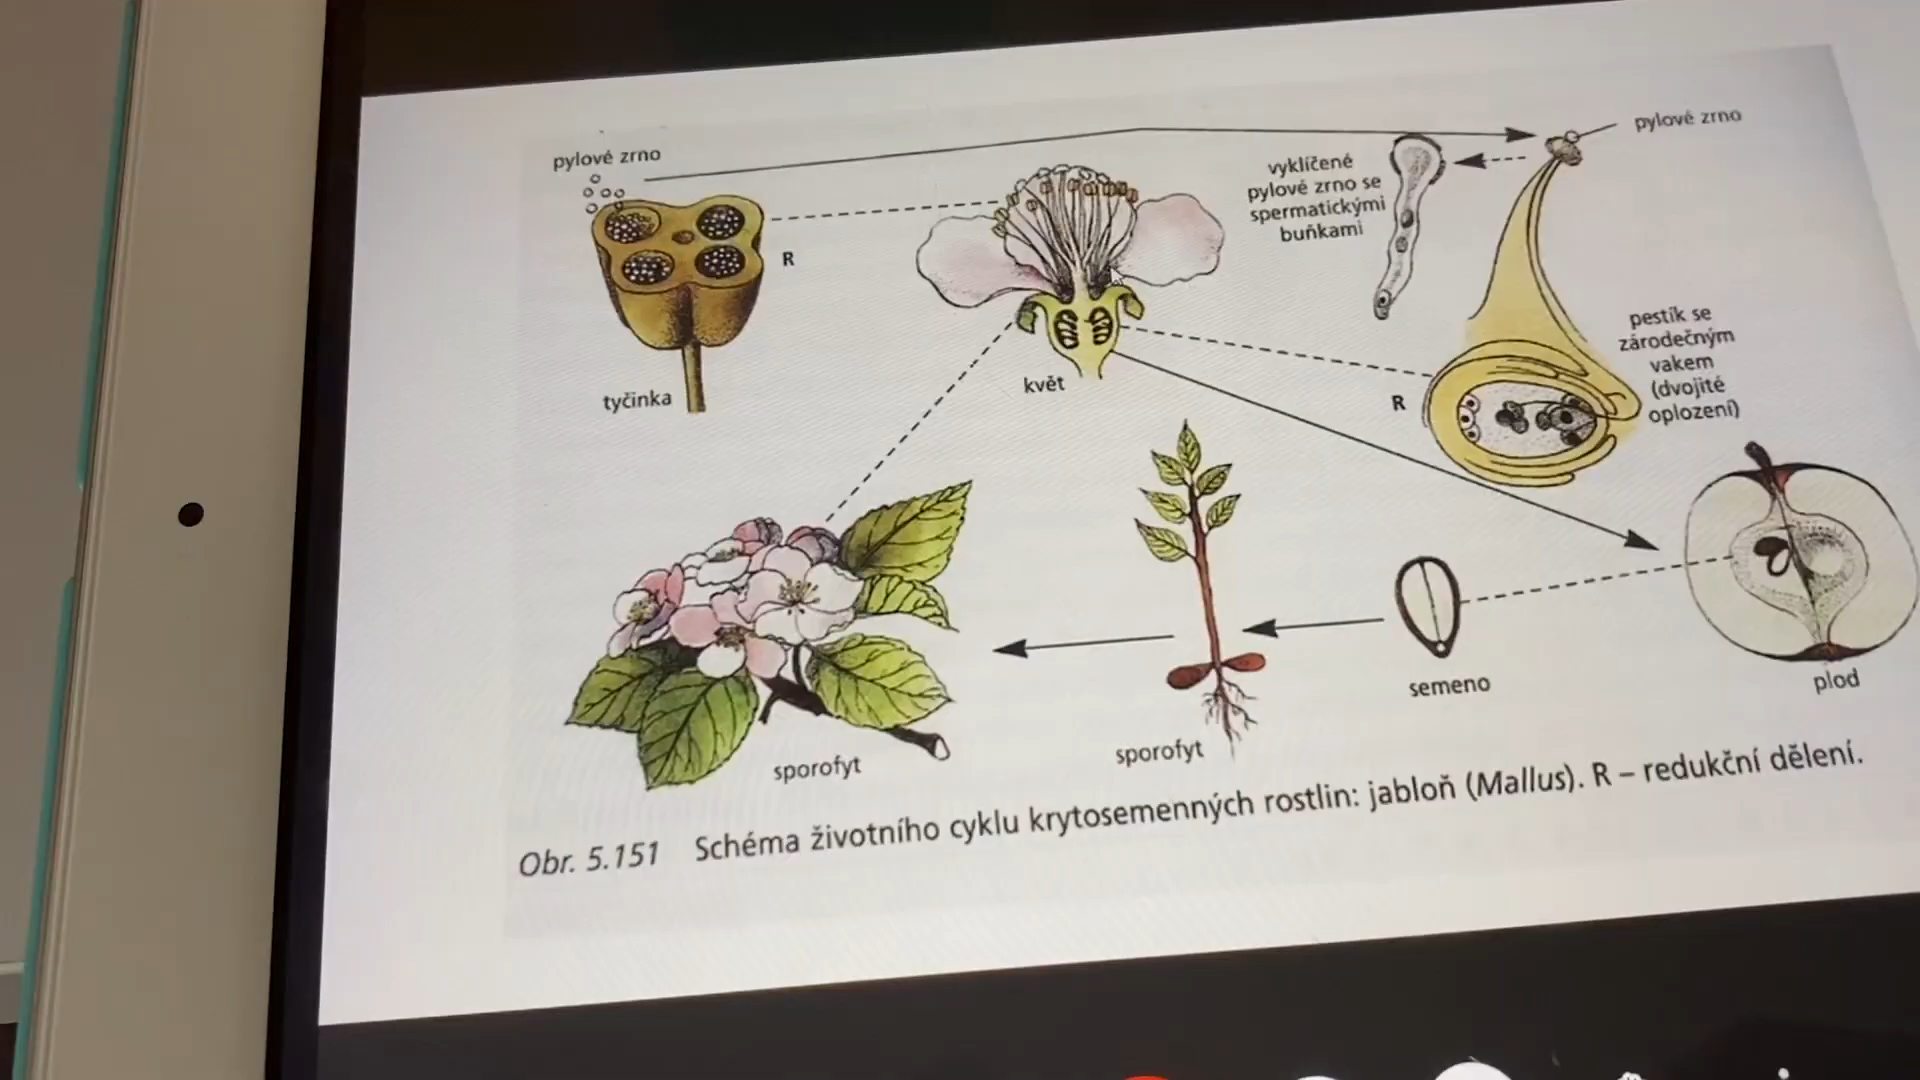 pylové zrno
pylové zrno
vyklíčené
pylové zrno se
spermatickými
buňkami
R
tyčinka
květ
pestík se
zárodečným
vakem
(dvojité
oplození)
R
semeno
plod
sporofyt
sporofyt
Obr. 5.151 Schéma životního cyklu krytosemenných rostlin: jabloň (Mallus). R – redukční dělení.